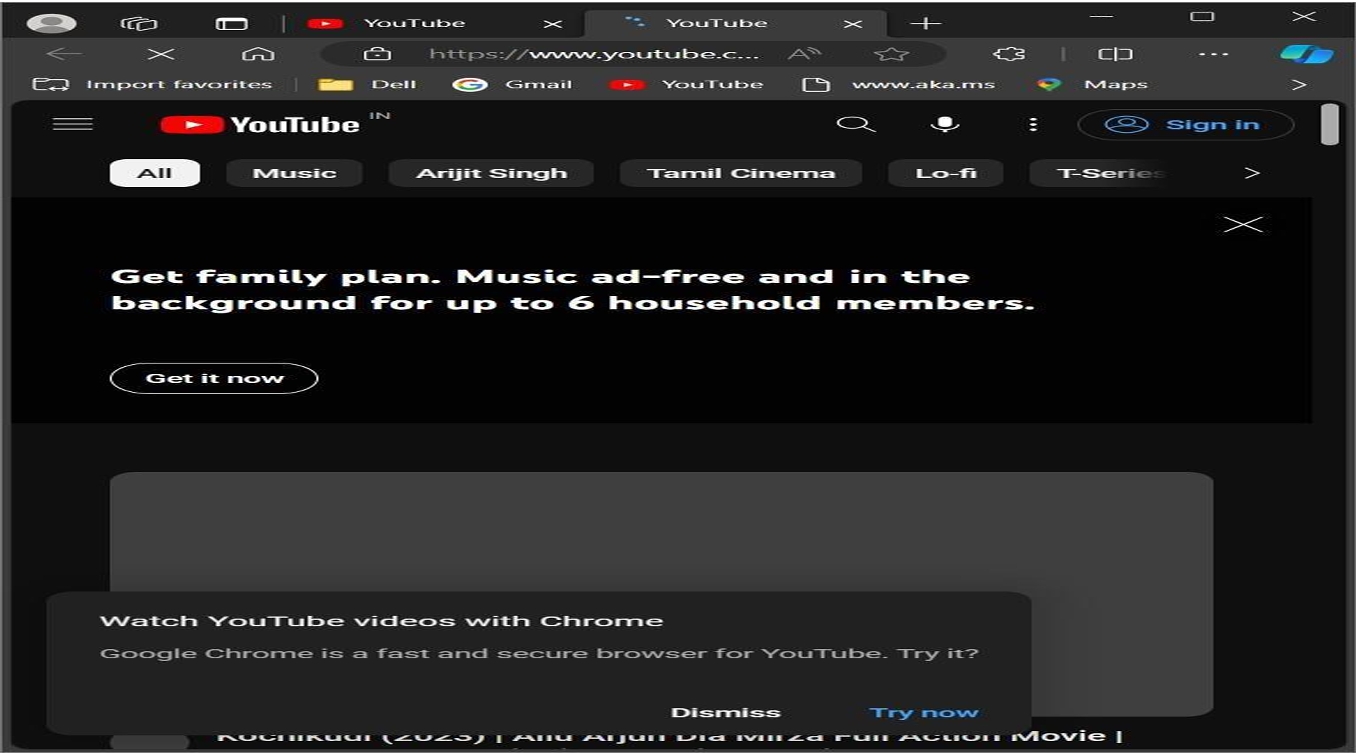 YouTube
YouTube
https://www.youtube.c...
Import favorites
Dell
Gmail
YouTube
www.aka.ms
Maps
YouTube IN
Sign in
All
Music
Arijit Singh
Tamil Cinema
Lo-fi
T-Series
Get family plan. Music ad-free and in the
background for up to 6 household members.
Get it now
Watch YouTube videos with Chrome
Google Chrome is a fast and secure browser for YouTube. Try it?
Dismiss
Try now
(2023) | Allu Arjun Dia Mirza Full Action Movie |